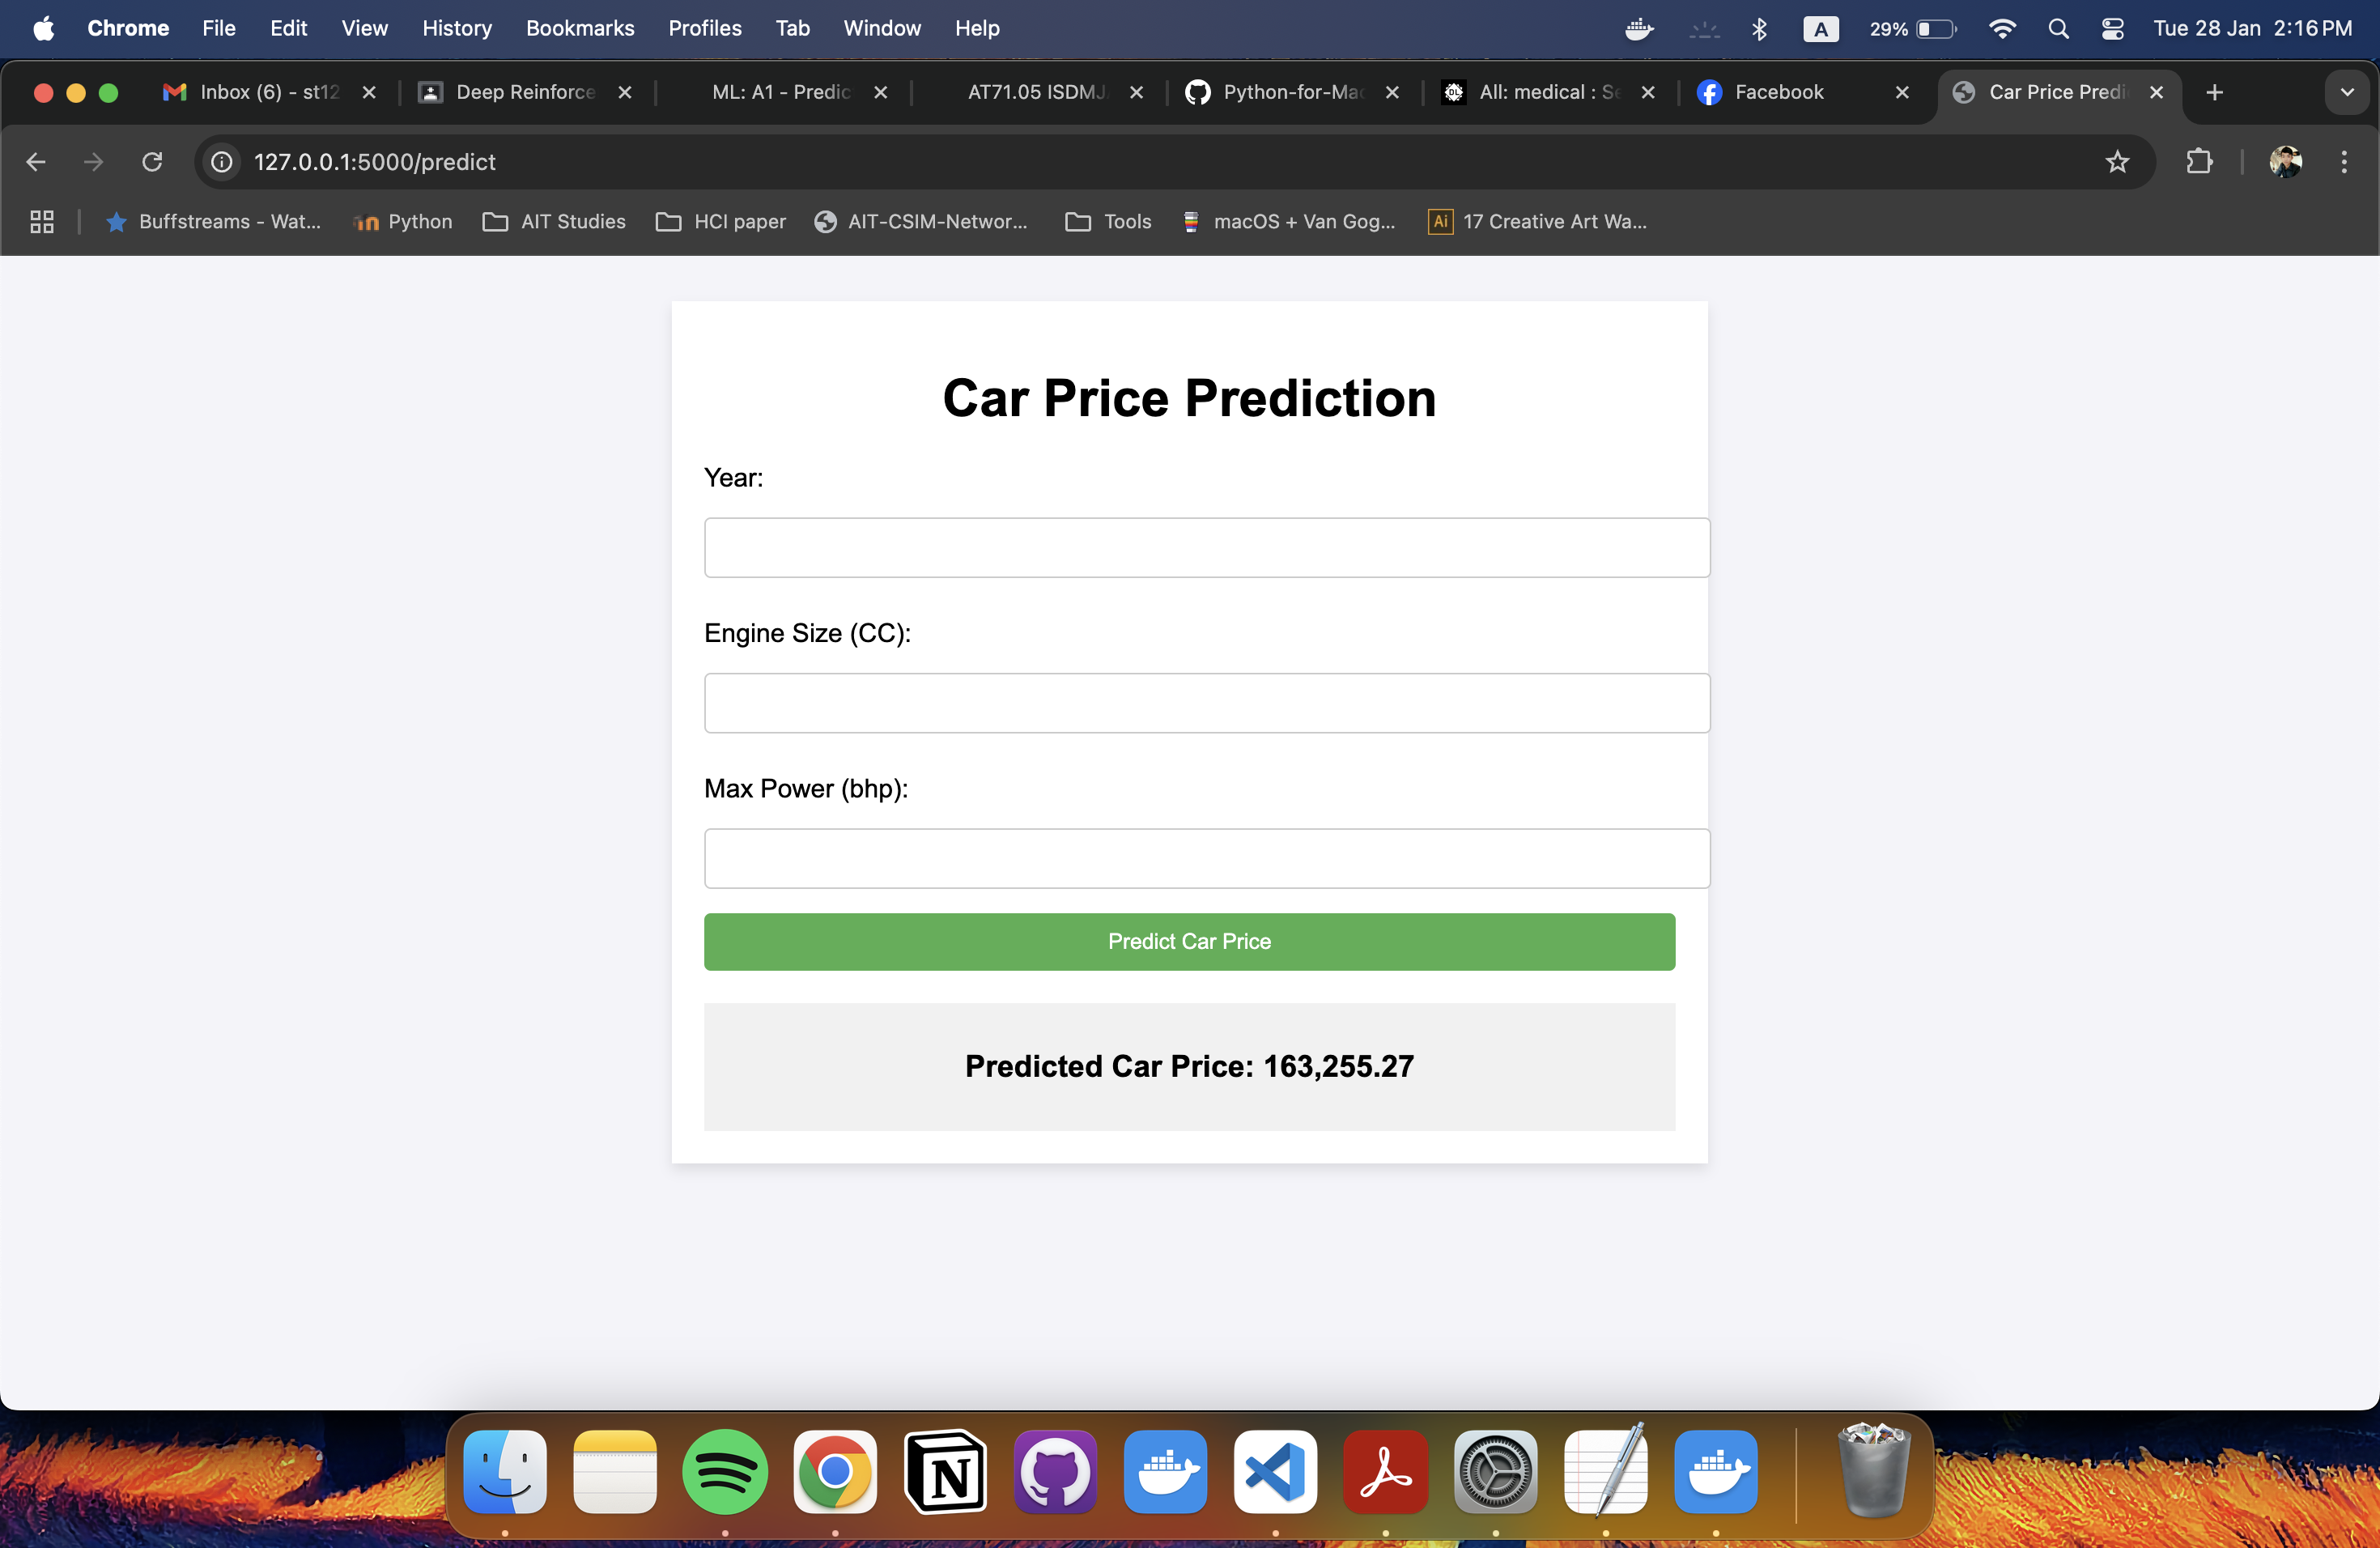 Chrome File Edit View History Bookmarks Profiles Tab Window Help A 29% Tue 28 Jan 2:16 PM
Inbox (6) - st12 Deep Reinforce ML: A1 - Predic AT71.05 ISDMJ Python-for-Mac All: medical : Se Facebook Car Price Predi
127.0.0.1:5000/predict
Buffstreams - Wat... Python AIT Studies HCI paper AIT-CSIM-Networ... Tools macOS + Van Gog... Ai 17 Creative Art Wa...
Car Price Prediction
Year:
Engine Size (CC):
Max Power (bhp):
Predict Car Price
Predicted Car Price: 163,255.27